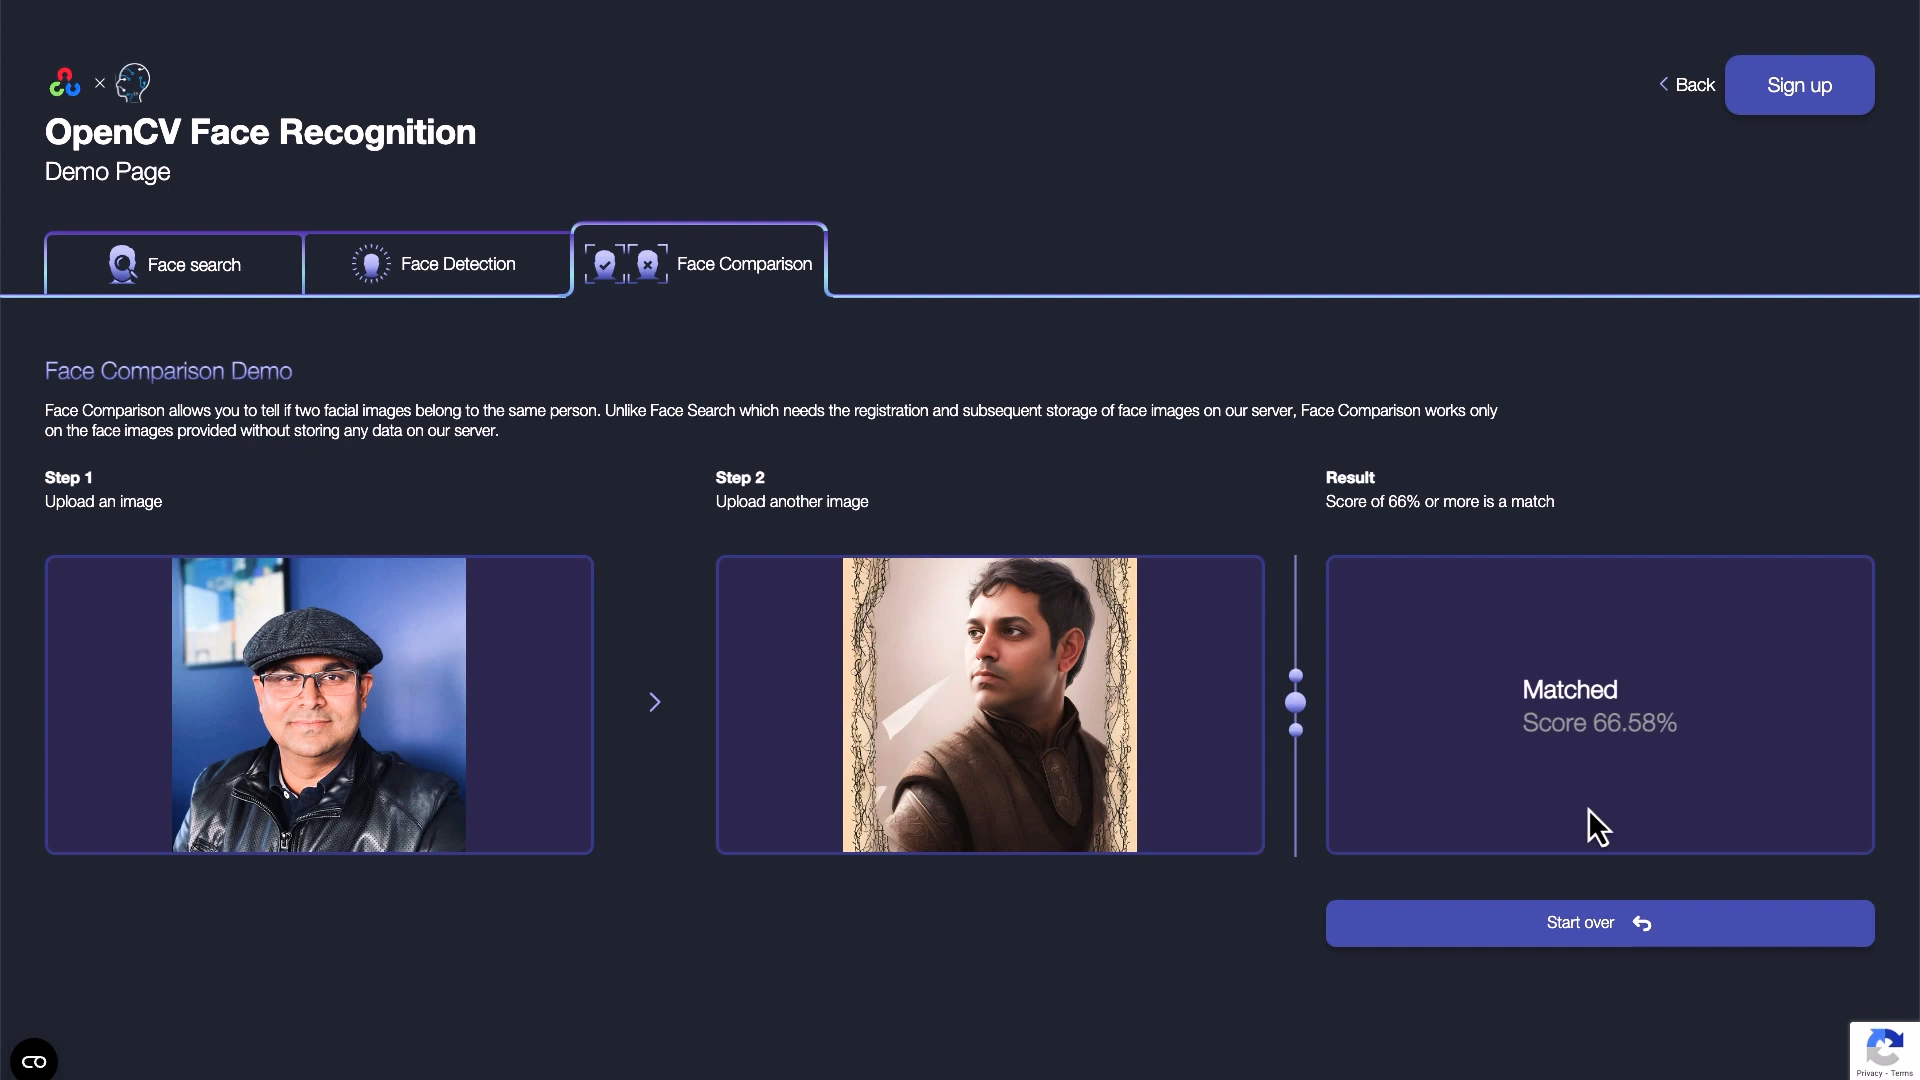 Back
Sign up
OpenCV Face Recognition
Demo Page
Face search
Face Detection
Face Comparison
Face Comparison Demo
Face Comparison allows you to tell if two facial images belong to the same person. Unlike Face Search which needs the registration and subsequent storage of face images on our server, Face Comparison works only
on the face images provided without storing any data on our server.
Step 1
Upload an image
Step 2
Upload another image
Result
Score of 66% or more is a match
Matched
Score 66.58%
Start over
Privacy - Terms